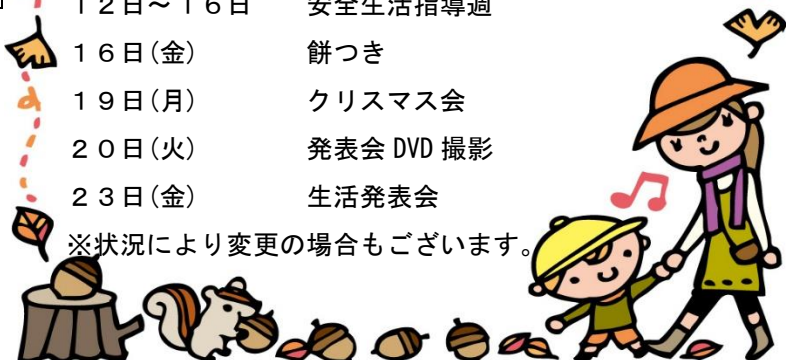 １２日～１６日　安全生活指導週
１６日(金)　餅つき
１９日(月)　クリスマス会
２０日(火)　発表会 DVD 撮影
２３日(金)　生活発表会
※状況により変更の場合もございます。